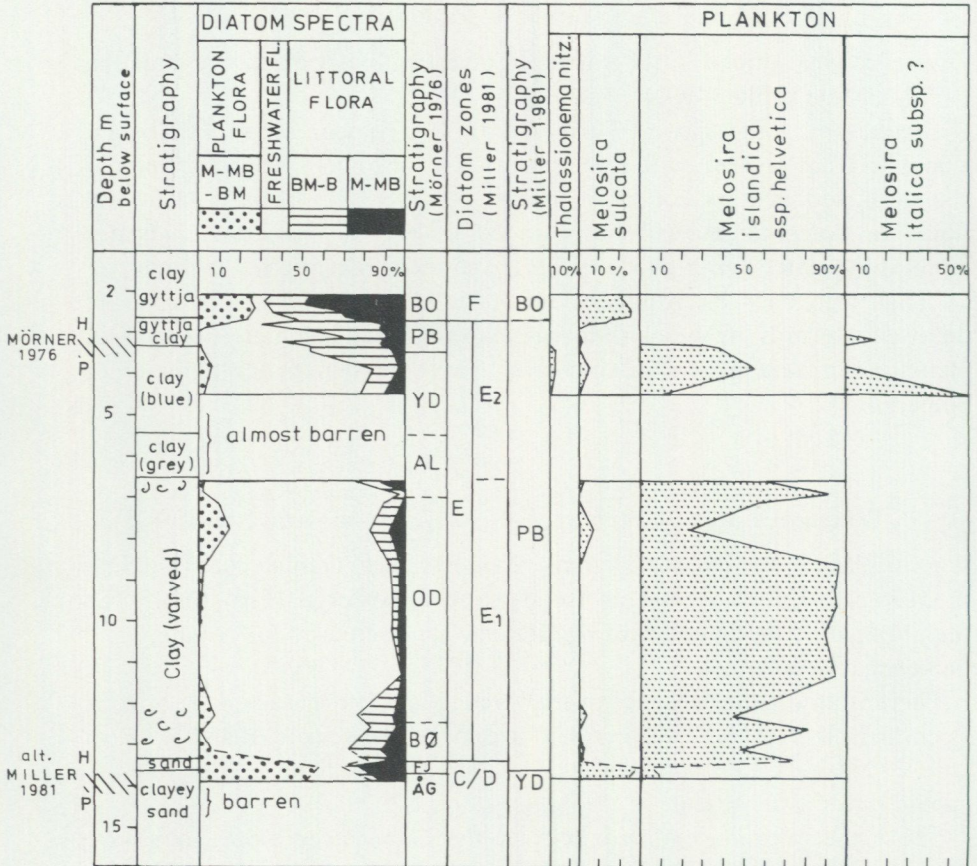 DIATOM SPECTRA
PLANKTON
Depth m
below surface
Stratigraphy
PLANKTON
FLORA
FRESHWATER FL.
LITTORAL
FLORA
M-MB
-BM
BM-B
M-MB
Stratigraphy
(Mörner 1976)
Diatom zones
(Miller 1981)
Stratigraphy
(Miller 1981)
Thalassionema nitz.
Melosira
sulcata
Melosira
islandica
ssp. helvetica
Melosira
italica subsp. ?
10 50 90%
10%
10 %
10 50 90%
10 50%
2
5
10
15
clay
gyttja
gyttja
clay
clay
(blue)
clay
(grey)
Clay (varved)
sand
clayey
sand
H
MÖRNER
1976
P
alt.
MILLER
1981
H
P
almost barren
barren
BO
PB
YD
AL
OD
BØ
FJ
ÅG
F
E2
E
E1
C/D
BO
PB
YD